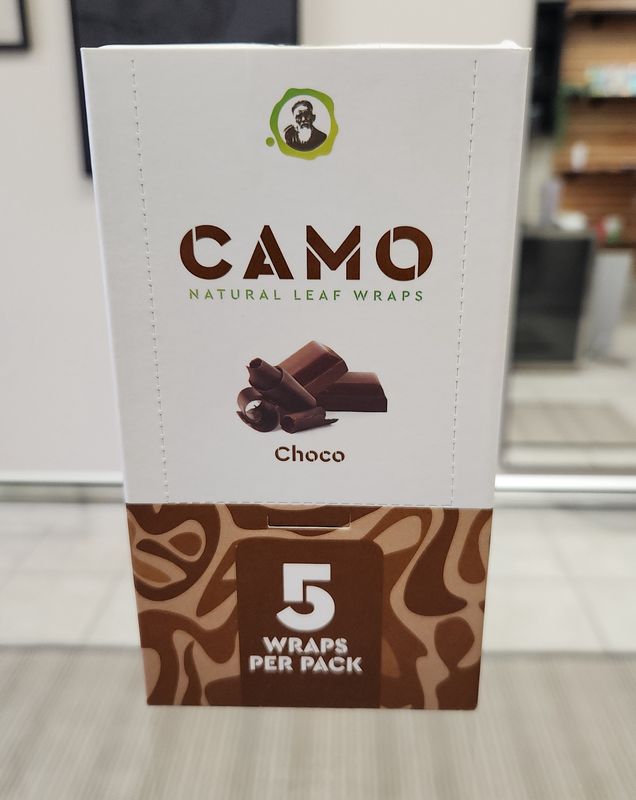 CAMO
NATURAL LEAF WRAPS
Choco
5
WRAPS
PER PACK